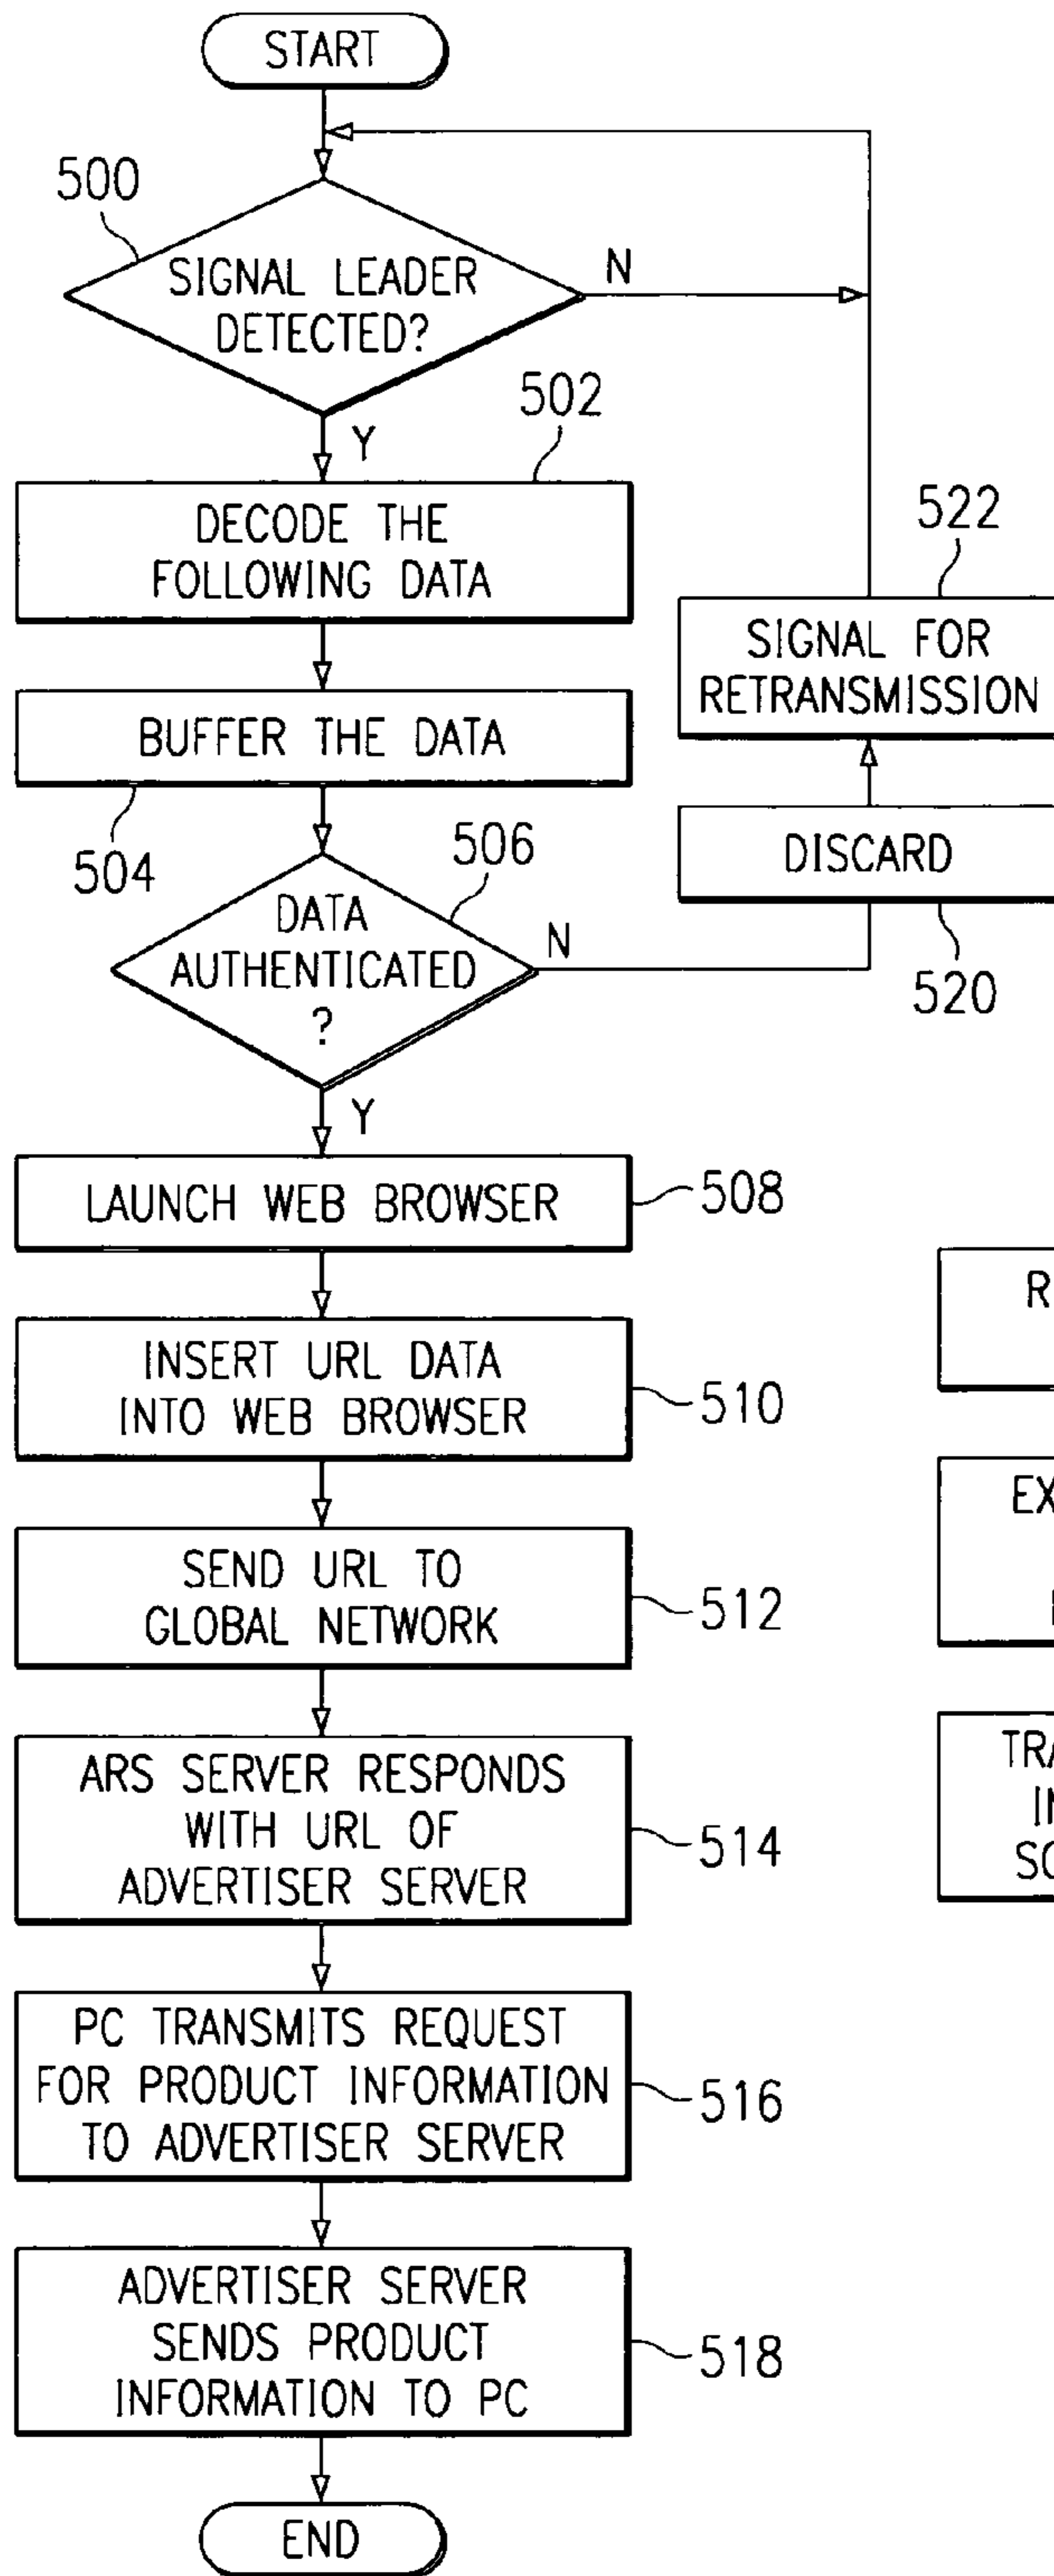 START
500
SIGNAL LEADER
DETECTED?
N
Y
502
DECODE THE
FOLLOWING DATA
522
SIGNAL FOR
RETRANSMISSION
BUFFER THE DATA
504
DISCARD
520
506
DATA
AUTHENTICATED
?
N
Y
LAUNCH WEB BROWSER
508
INSERT URL DATA
INTO WEB BROWSER
510
SEND URL TO
GLOBAL NETWORK
512
ARS SERVER RESPONDS
WITH URL OF
ADVERTISER SERVER
514
PC TRANSMITS REQUEST
FOR PRODUCT INFORMATION
TO ADVERTISER SERVER
516
ADVERTISER SERVER
SENDS PRODUCT
INFORMATION TO PC
518
END